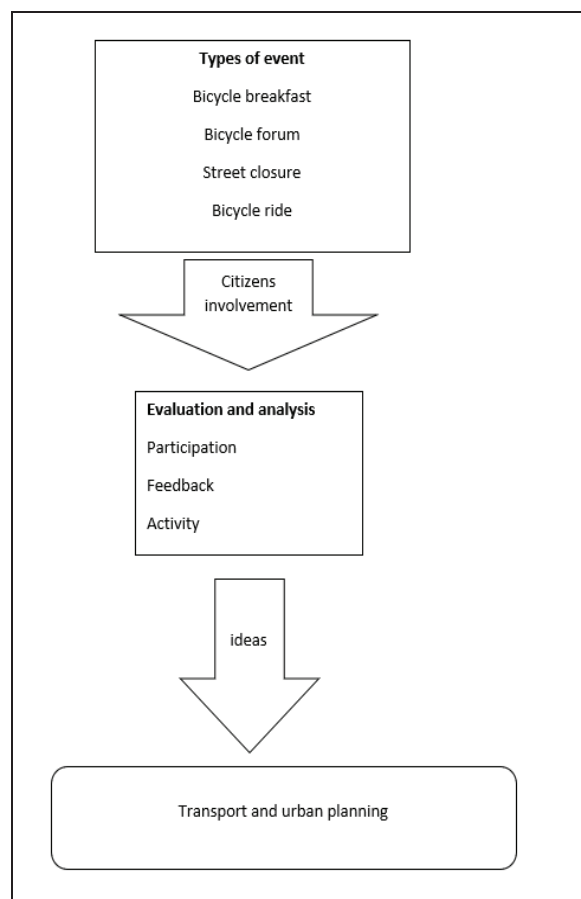 Types of event
Bicycle breakfast
Bicycle forum
Street closure
Bicycle ride
Citizens
involvement
Evaluation and analysis
Participation
Feedback
Activity
ideas
Transport and urban planning